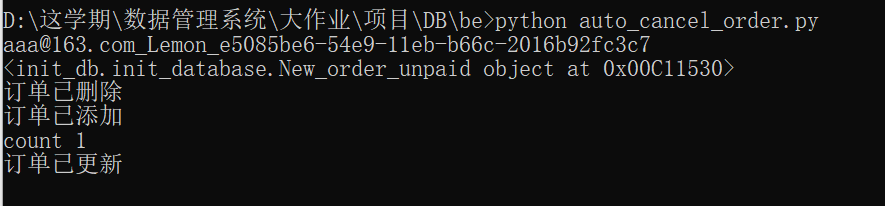 D:\这学期\数据管理系统\大作业\项目\DB\be>python auto_cancel_order.py
aaa@163.com_Lemon_e5085be6-54e9-11eb-b66c-2016b92fc3c7
<init_db.init_database.New_order_unpaid object at 0x00C11530>
订单已删除
订单已添加
count 1
订单已更新